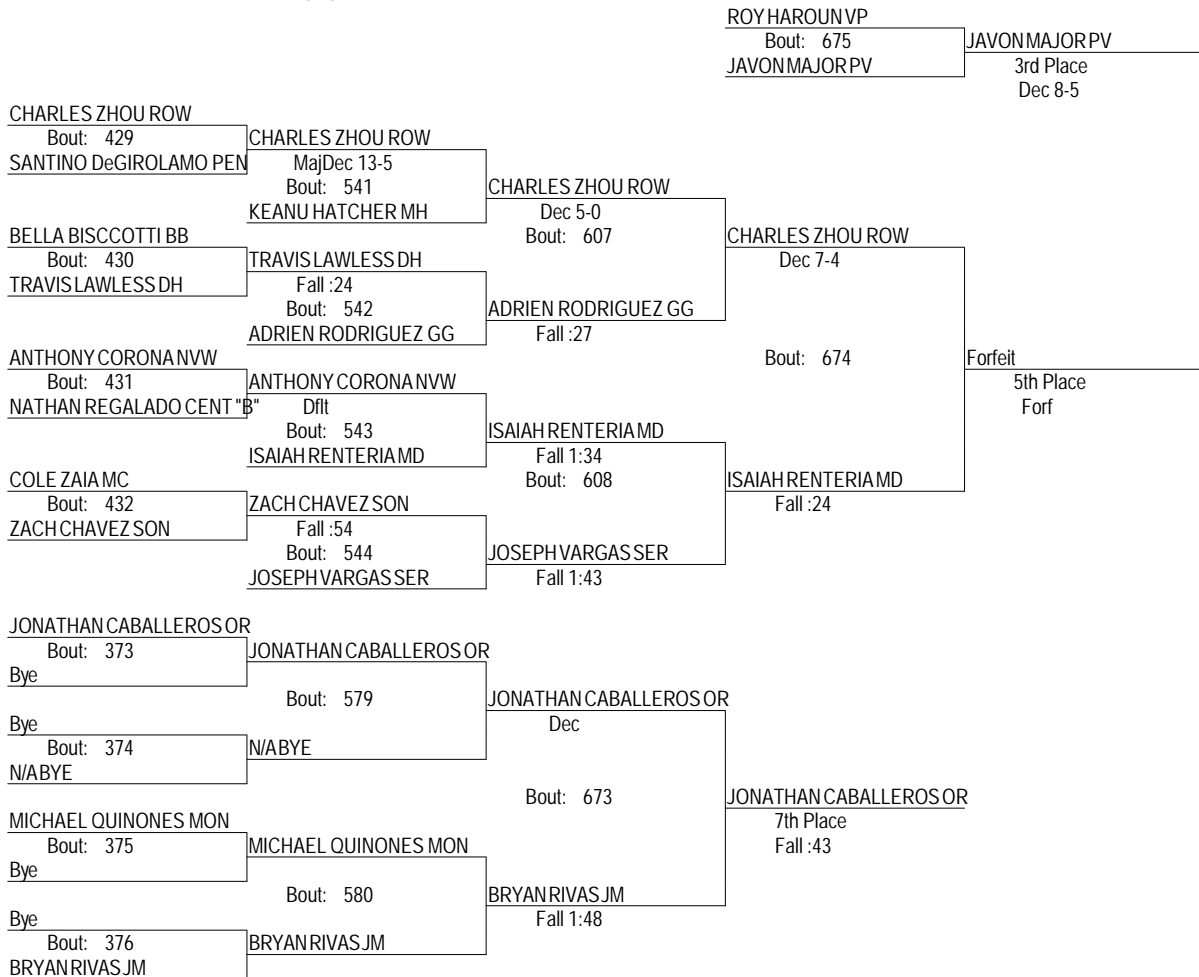 ROY HAROUN VP
Bout: 675
JAVON MAJOR PV
JAVON MAJOR PV
3rd Place
Dec 8-5
CHARLES ZHOU ROW
Bout: 429
SANTINO DeGIROLAMO PEN
CHARLES ZHOU ROW
MajDec 13-5
Bout: 541
KEANU HATCHER MH
CHARLES ZHOU ROW
Dec 5-0
Bout: 607
BELLA BISCCOTTI BB
Bout: 430
TRAVIS LAWLESS DH
TRAVIS LAWLESS DH
Fall :24
Bout: 542
ADRIEN RODRIGUEZ GG
ADRIEN RODRIGUEZ GG
Fall :27
CHARLES ZHOU ROW
Dec 7-4
Bout: 674
ANTHONY CORONA NVW
Bout: 431
NATHAN REGALADO CENT "B"
ANTHONY CORONA NVW
Dflt
Bout: 543
ISAIAH RENTERIA MD
ISAIAH RENTERIA MD
Fall 1:34
Bout: 608
COLE ZAIA MC
Bout: 432
ZACH CHAVEZ SON
ZACH CHAVEZ SON
Fall :54
Bout: 544
JOSEPH VARGAS SER
JOSEPH VARGAS SER
Fall 1:43
ISAIAH RENTERIA MD
Fall :24
Forfeit
5th Place
Forf
JONATHAN CABALLEROS OR
Bout: 373
Bye
JONATHAN CABALLEROS OR
Bout: 579
Bye
Bout: 374
N/A BYE
N/A BYE
JONATHAN CABALLEROS OR
Dec
Bout: 673
MICHAEL QUINONES MON
Bout: 375
Bye
MICHAEL QUINONES MON
Bout: 580
Bye
Bout: 376
BRYAN RIVAS JM
BRYAN RIVAS JM
BRYAN RIVAS JM
Fall 1:48
JONATHAN CABALLEROS OR
7th Place
Fall :43